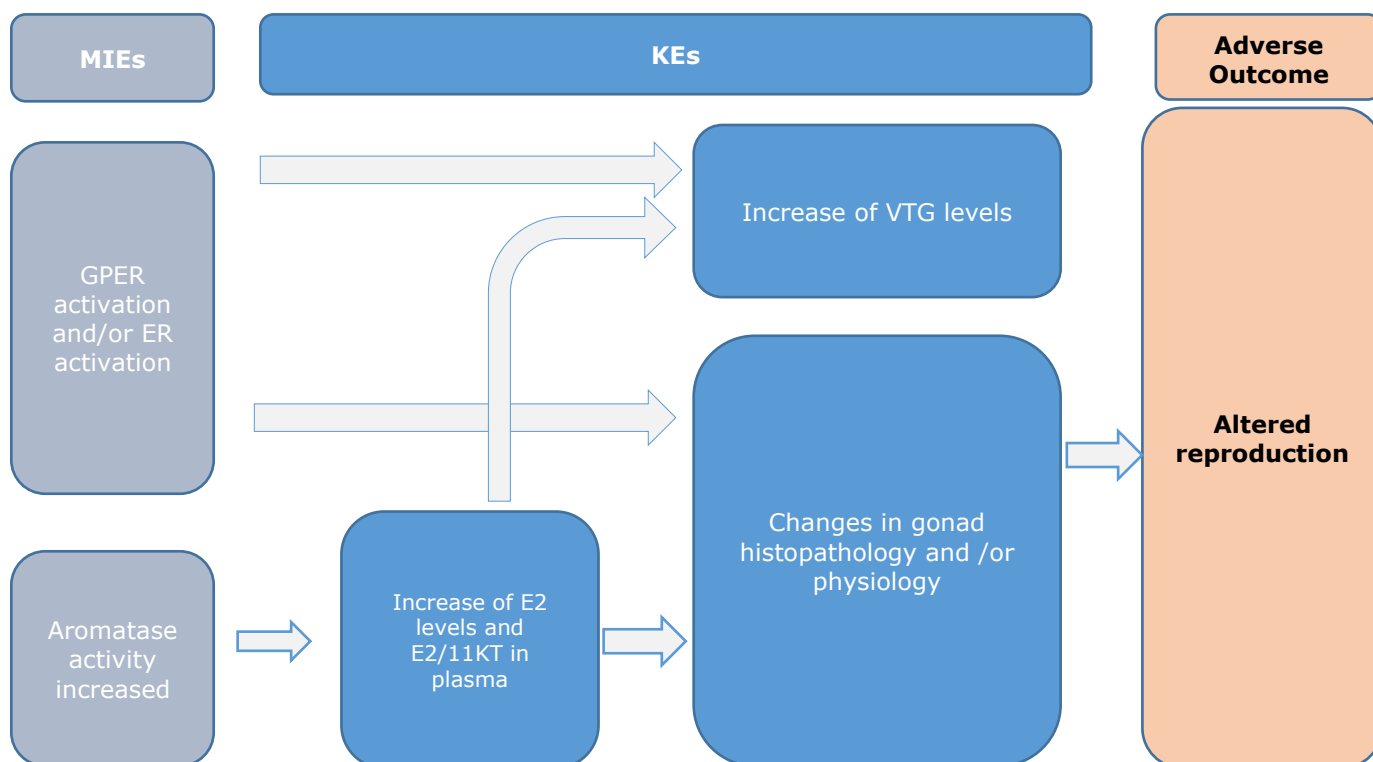 MIEs
KEs
Adverse
Outcome
GPER
activation
and/or ER
activation
Increase of VTG levels
Altered
reproduction
Changes in gonad
histopathology and /or
physiology
Aromatase
activity
increased
Increase of E2
levels and
E2/11KT in
plasma